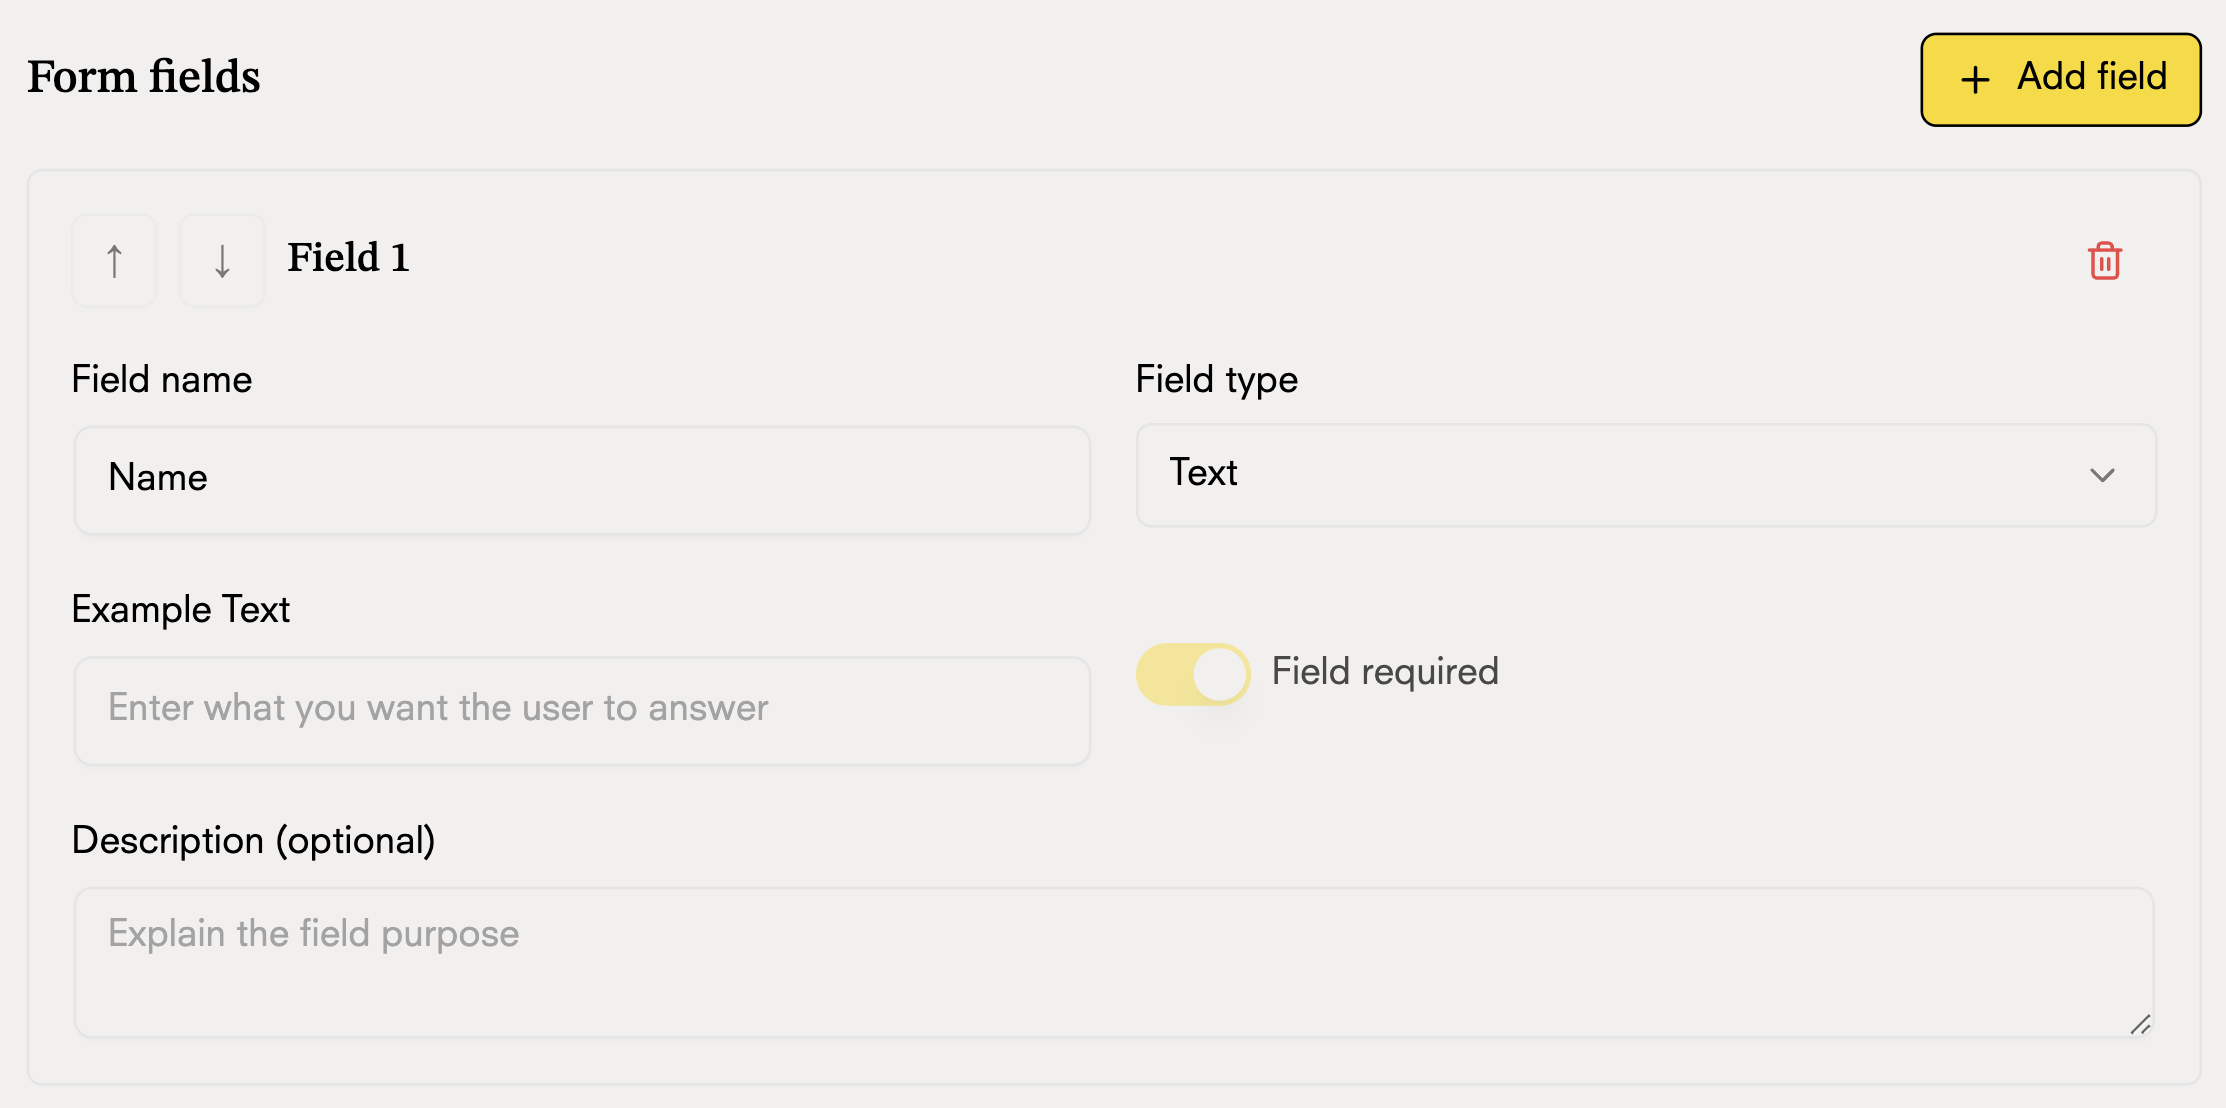 Form fields
+ Add field
↑ ↓ Field 1
Field name
Field type
Name
Text
Example Text
Enter what you want the user to answer
Field required
Description (optional)
Explain the field purpose